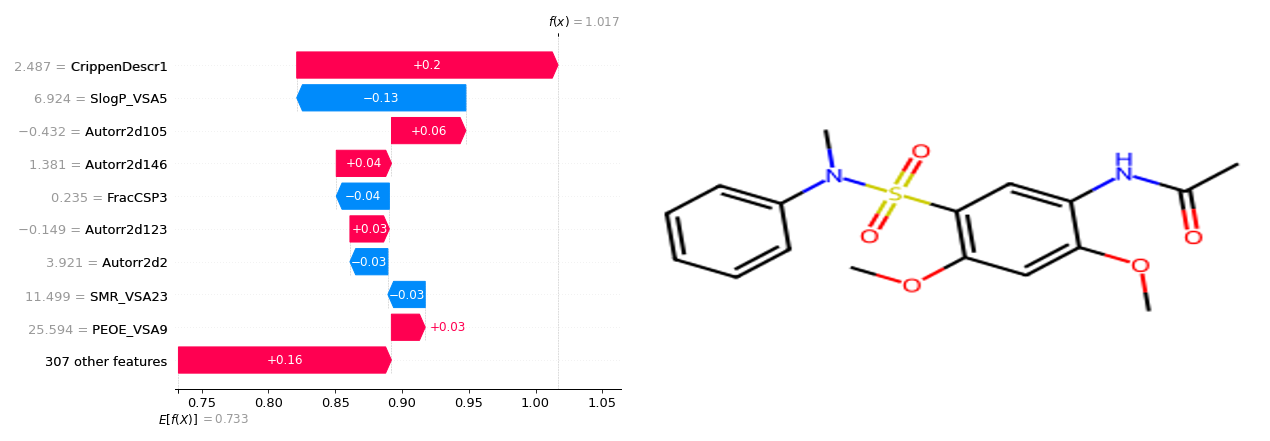 f(x) = 1.017
2.487 = CrippenDescr1
+0.2
6.924 = SlogP_VSA5
−0.13
−0.432 = Autorr2d105
+0.06
1.381 = Autorr2d146
+0.04
0.235 = FracCSP3
−0.04
−0.149 = Autorr2d123
+0.03
3.921 = Autorr2d2
−0.03
11.499 = SMR_VSA23
−0.03
25.594 = PEOE_VSA9
+0.03
307 other features
+0.16
0.75 0.80 0.85 0.90 0.95 1.00 1.05
E[f(X)] = 0.733
O
H
N
N
S
O
O
O
O